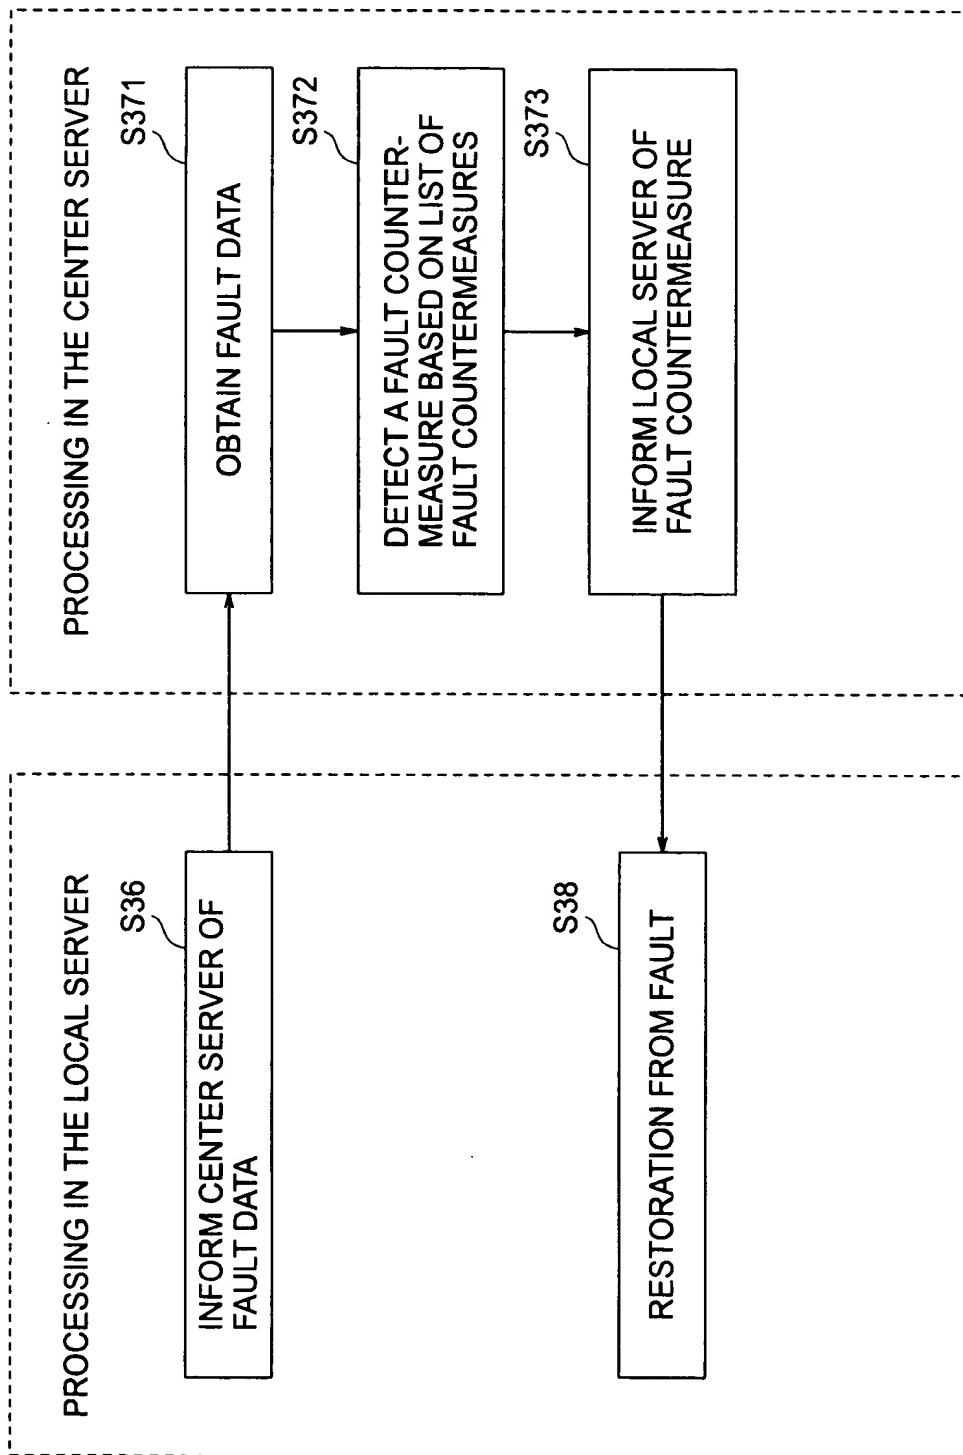 PROCESSING IN THE LOCAL SERVER
S36
INFORM CENTER SERVER OF
FAULT DATA
S38
RESTORATION FROM FAULT
PROCESSING IN THE CENTER SERVER
S371
OBTAIN FAULT DATA
S372
DETECT A FAULT COUNTER-
MEASURE BASED ON LIST OF
FAULT COUNTERMEASURES
S373
INFORM LOCAL SERVER OF
FAULT COUNTERMEASURE